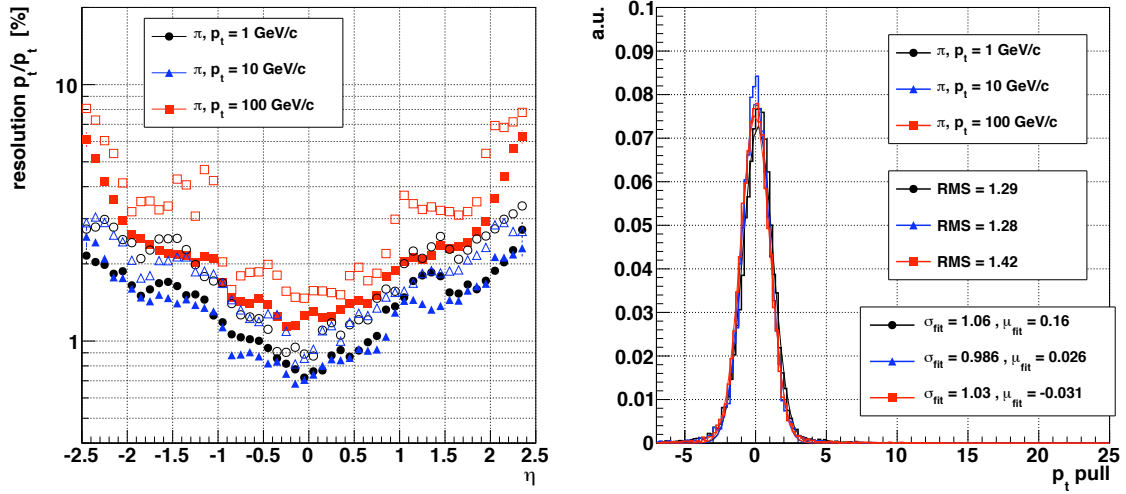 resolution p_t/p_t [%]
π, p_t = 1 GeV/c
π, p_t = 10 GeV/c
π, p_t = 100 GeV/c
10
1
-2.5 -2 -1.5 -1 -0.5 0 0.5 1 1.5 2 2.5
η
a.u.
0.1
0.09
0.08
0.07
0.06
0.05
0.04
0.03
0.02
0.01
0
π, p_t = 1 GeV/c
π, p_t = 10 GeV/c
π, p_t = 100 GeV/c
RMS = 1.29
RMS = 1.28
RMS = 1.42
σ_fit = 1.06 , μ_fit = 0.16
σ_fit = 0.986 , μ_fit = 0.026
σ_fit = 1.03 , μ_fit = -0.031
-5 0 5 10 15 20 25
p_t pull